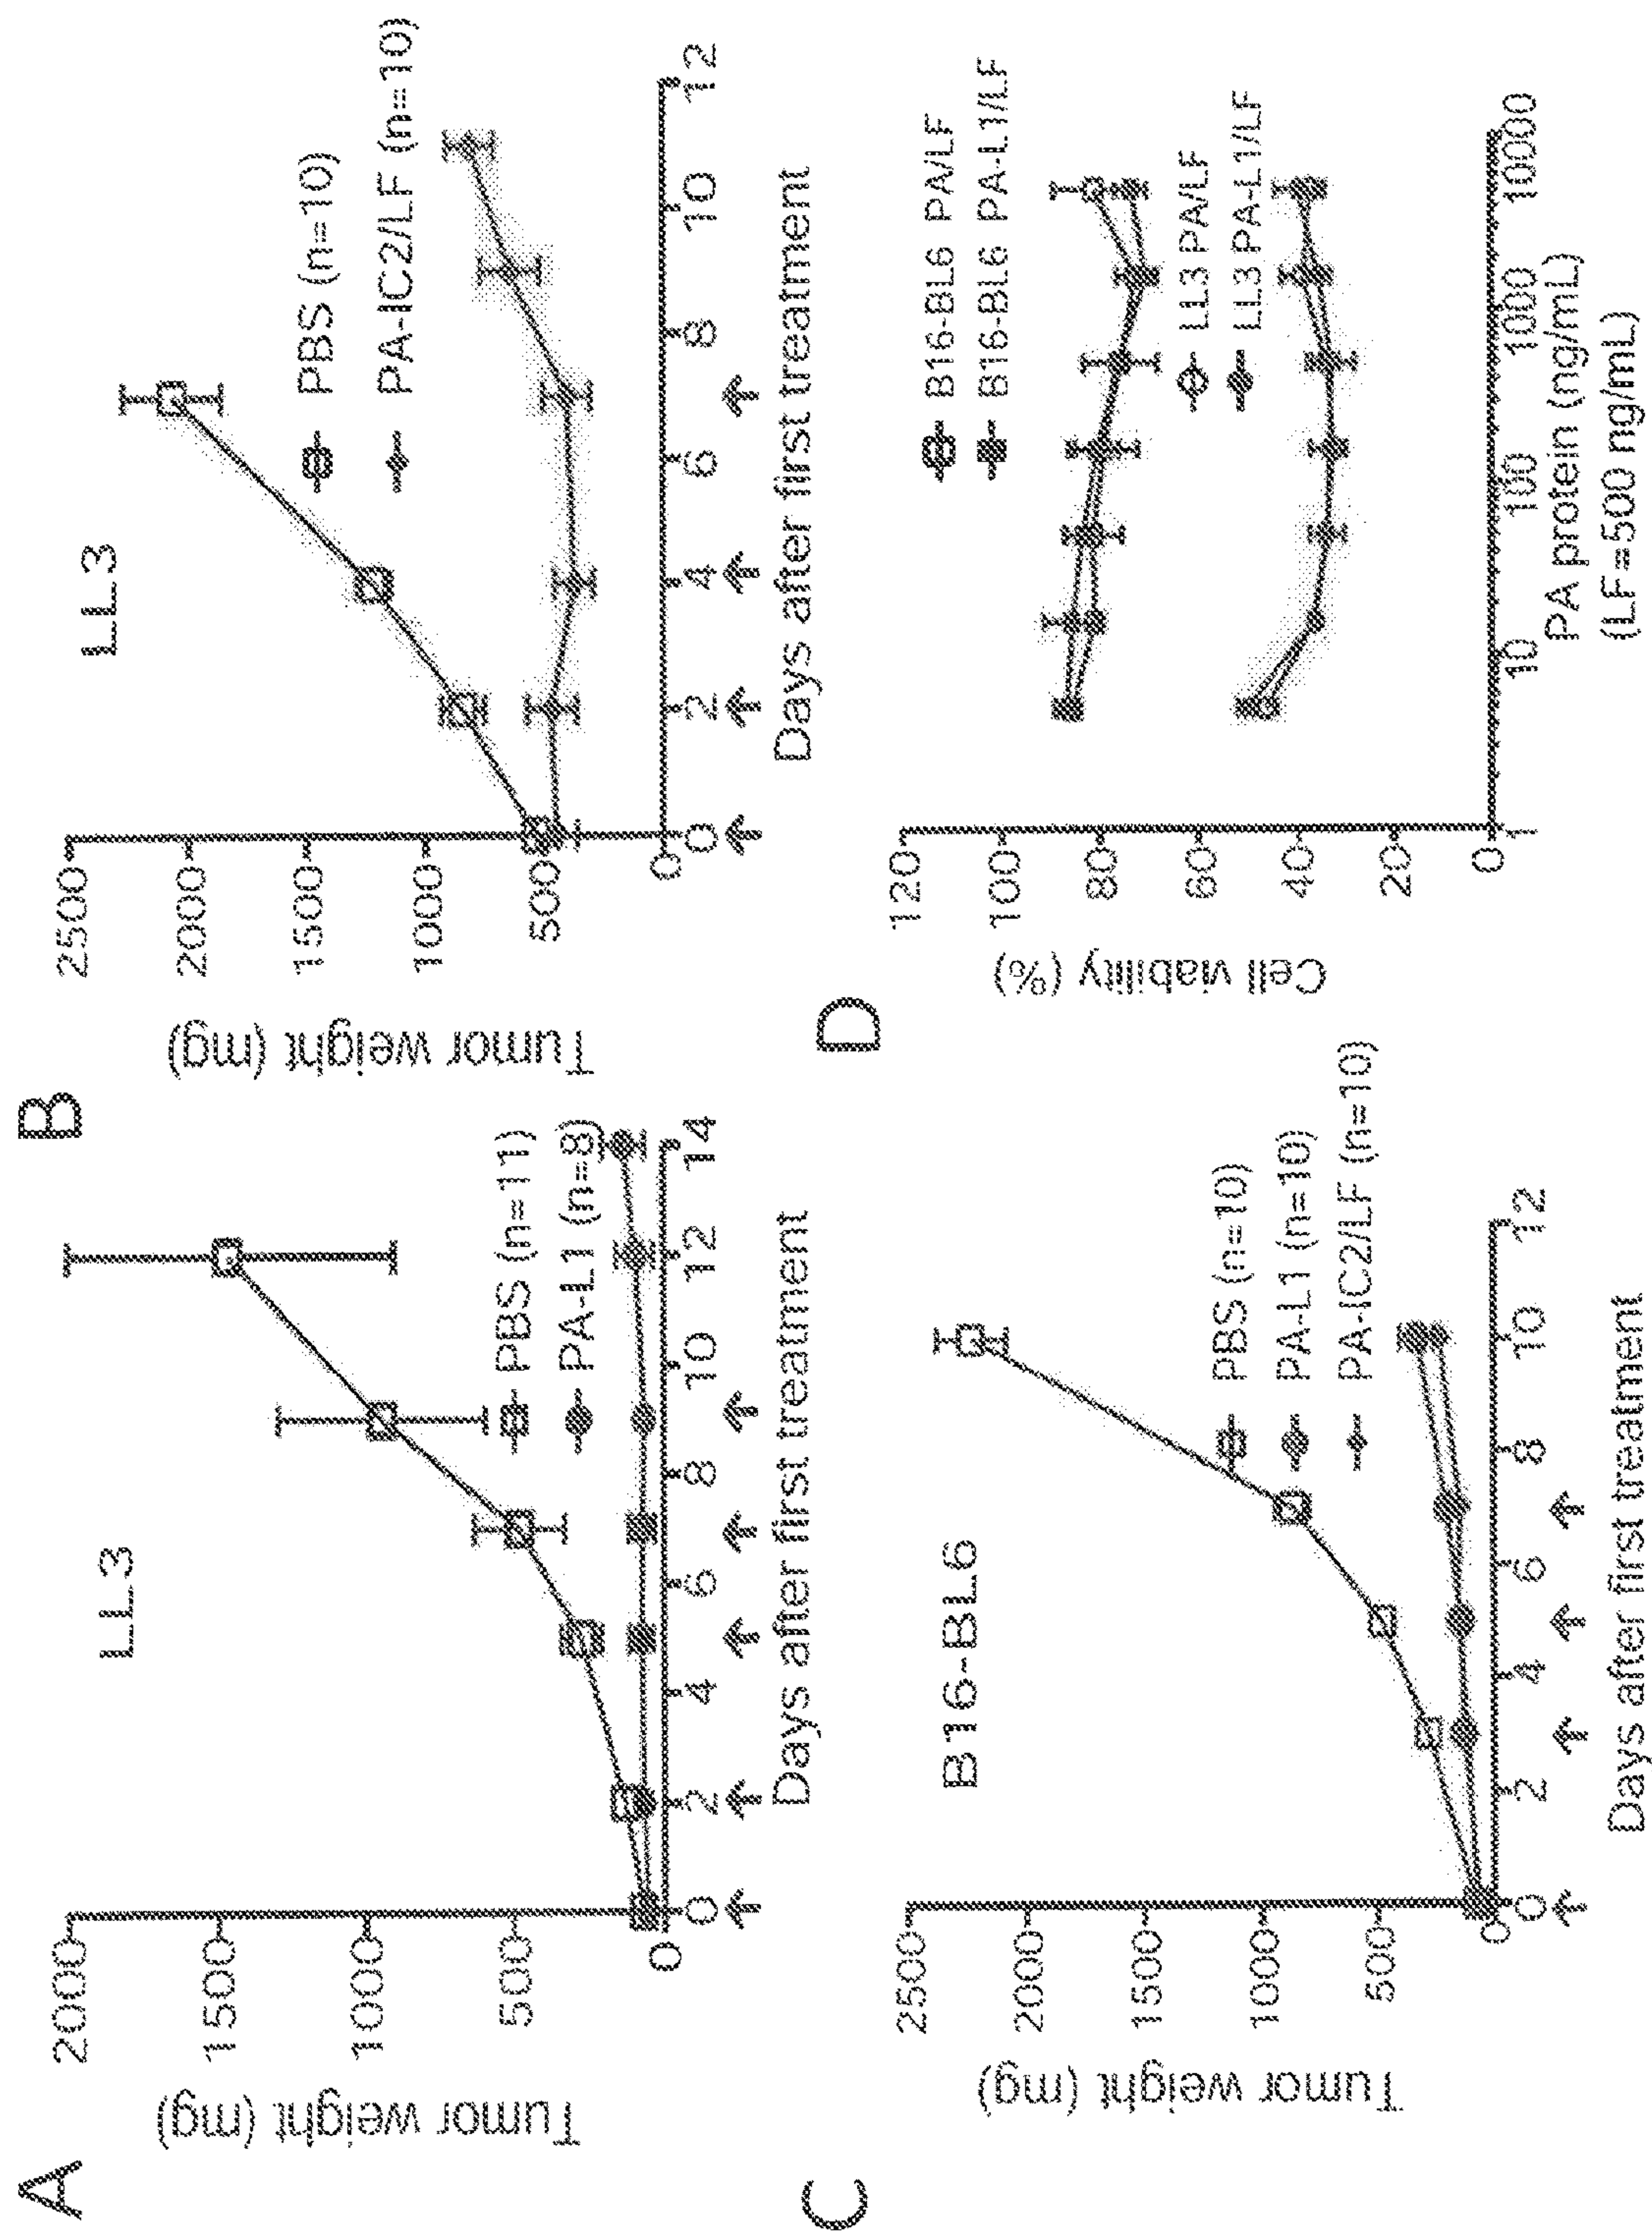 A
LL3
Tumor weight (mg)
2000
1500
1000
500
0
PBS (n=11)
PA-L1 (n=8)
0 2 4 6 8 10 12 14
Days after first treatment
B
LL3
Tumor weight (mg)
2500
2000
1500
1000
500
0
PBS (n=10)
PA-IC2/LF (n=10)
0 2 4 6 8 10 12
Days after first treatment
C
B16-BL6
Tumor weight (mg)
2500
2000
1500
1000
500
0
PBS (n=10)
PA-L1 (n=10)
PA-IC2/LF (n=10)
0 2 4 6 8 10 12
Days after first treatment
D
Cell viability (%)
120
100
80
60
40
20
0
B16-BL6 PA/LF
B16-BL6 PA-L1/LF
LL3 PA/LF
LL3 PA-L1/LF
1 10 100 1000 10000
PA protein (ng/mL)
(LF=500 ng/mL)